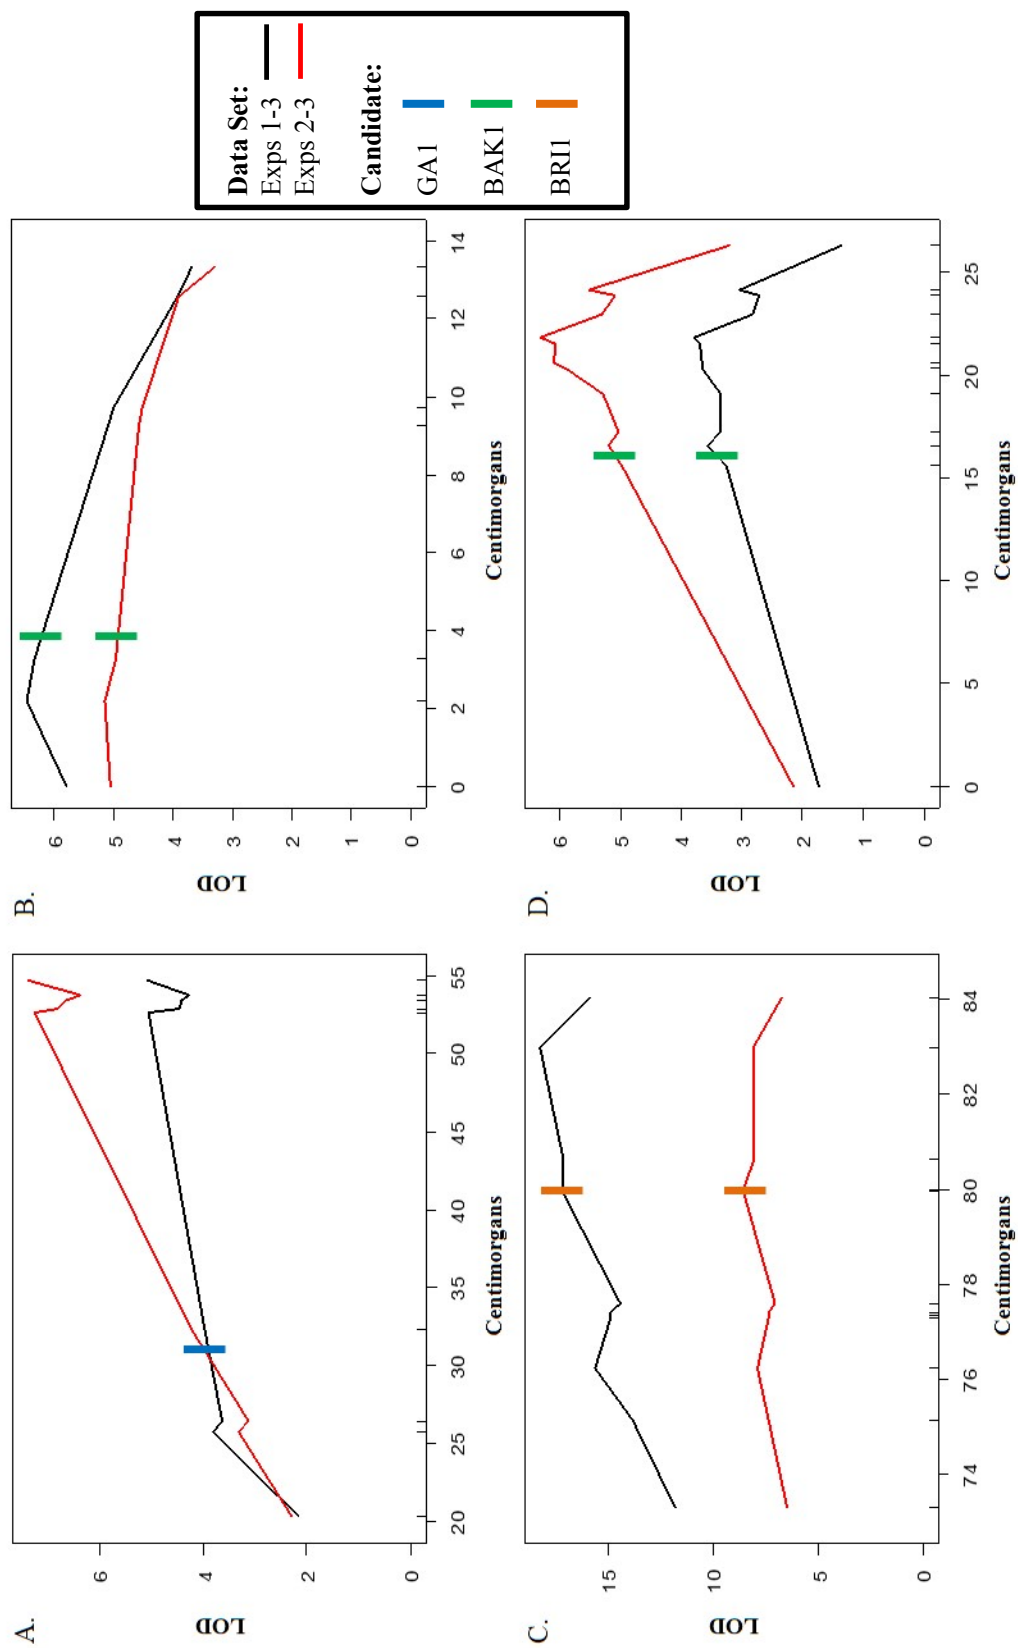 A.
LOD
6
4
2
0
20
25
30
35
40
45
50
55
Centimorgans
B.
LOD
6
5
4
3
2
1
0
0
2
4
6
8
10
12
14
Centimorgans
Data Set:
Exps 1-3
Exps 2-3
Candidate:
GA1
BAK1
BRI1
C.
LOD
15
10
5
0
74
76
78
80
82
84
Centimorgans
D.
LOD
6
5
4
3
2
1
0
0
5
10
15
20
25
Centimorgans